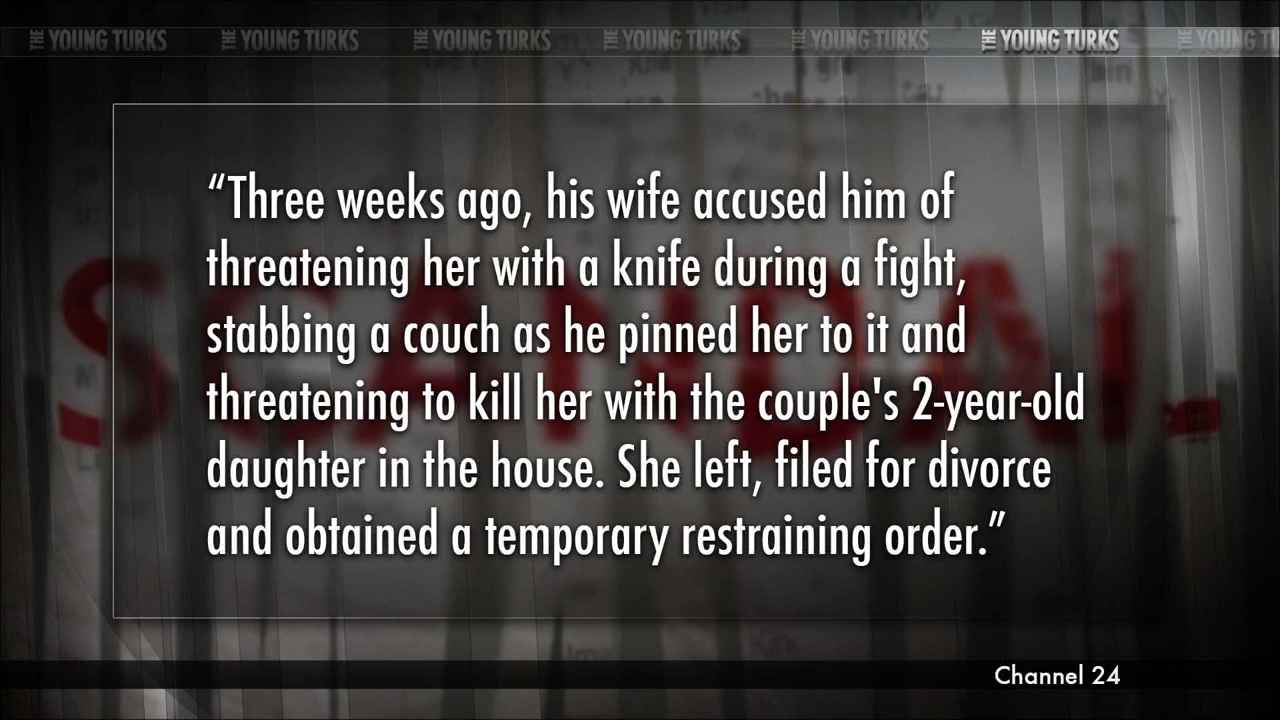 THE YOUNG TURKS THE YOUNG TURKS THE YOUNG TURKS THE YOUNG TURKS THE YOUNG TURKS THE YOUNG TURKS THE YOUNG T
“Three weeks ago, his wife accused him of
threatening her with a knife during a fight,
stabbing a couch as he pinned her to it and
threatening to kill her with the couple's 2-year-old
daughter in the house. She left, filed for divorce
and obtained a temporary restraining order.”
SCANDAL
Channel 24